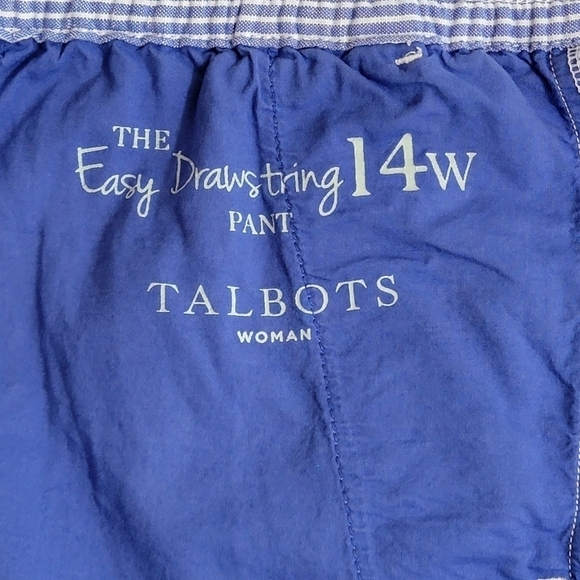 THE
Easy Drawstring 14W
PANT
TALBOTS
WOMAN